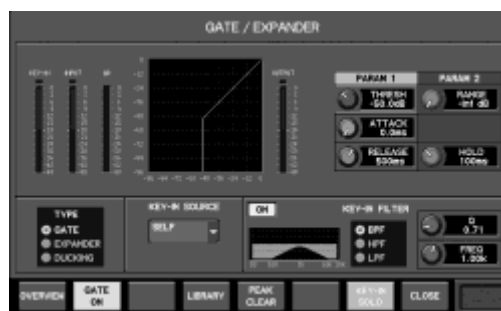 GATE / EXPANDER
KEY-IN INPUT GR OUTPUT
PARAM 1 PARAM 2
THRESH RANGE
-50.0dB -Inf dB
ATTACK
0.0ms
RELEASE HOLD
500ms 100ms
TYPE
GATE
EXPANDER
DUCKING
KEY-IN SOURCE
SELF
ON
KEY-IN FILTER
BPF
HPF
LPF
Q
0.71
FREQ
1.00k
OVERVIEW
GATE ON
LIBRARY
PEAK CLEAR
KEY-IN SOLO
CLOSE